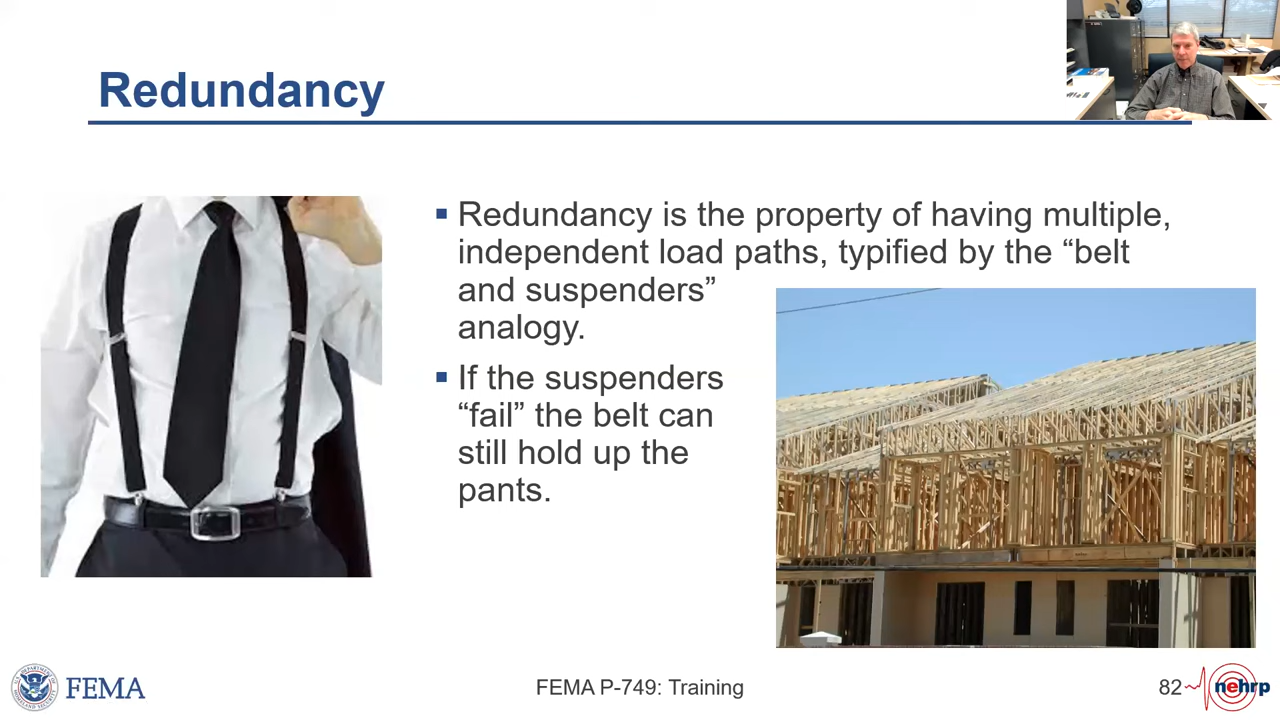 Redundancy
▪ Redundancy is the property of having multiple,
independent load paths, typified by the “belt
and suspenders”
analogy.
▪ If the suspenders
“fail” the belt can
still hold up the
pants.
FEMA
FEMA P-749: Training
82
nehrp